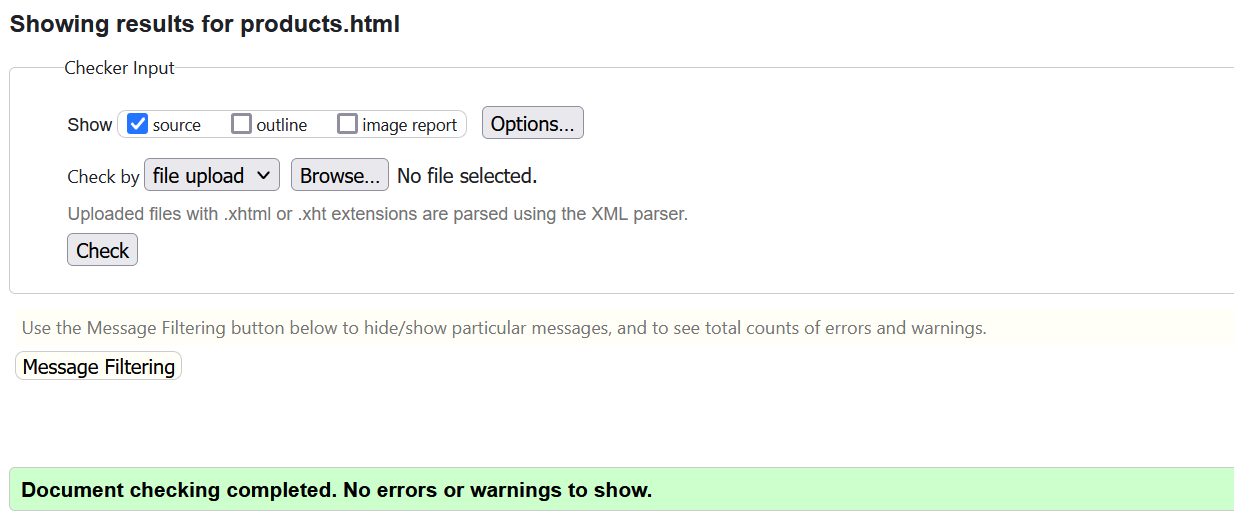 Showing results for products.html
Checker Input
Show source outline image report Options...
Check by file upload Browse... No file selected.
Uploaded files with .xhtml or .xht extensions are parsed using the XML parser.
Check
Use the Message Filtering button below to hide/show particular messages, and to see total counts of errors and warnings.
Message Filtering
Document checking completed. No errors or warnings to show.